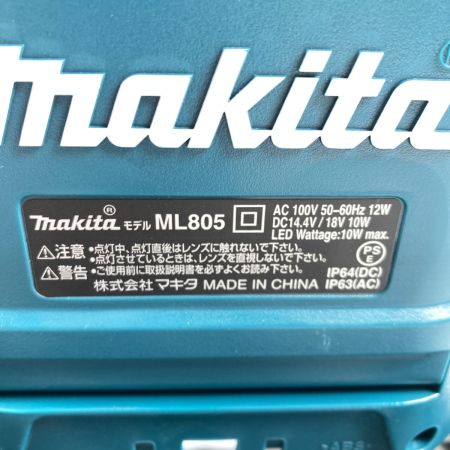 makita
makita® モデル ML805 AC 100V 50–60Hz 12W
DC14.4V / 18V 10W
LED Wattage:10W max.
⚠注意 •点灯中、点灯直後はレンズに触れないで下さい。
•点灯させているときは、レンズを直視しないで下さい。
⚠警告 •ご使用前に取扱説明書を必ずよくお読み下さい。
PS
E
IP64(DC)
株式会社 マキタ MADE IN CHINA IP63(AC)
>ABS<